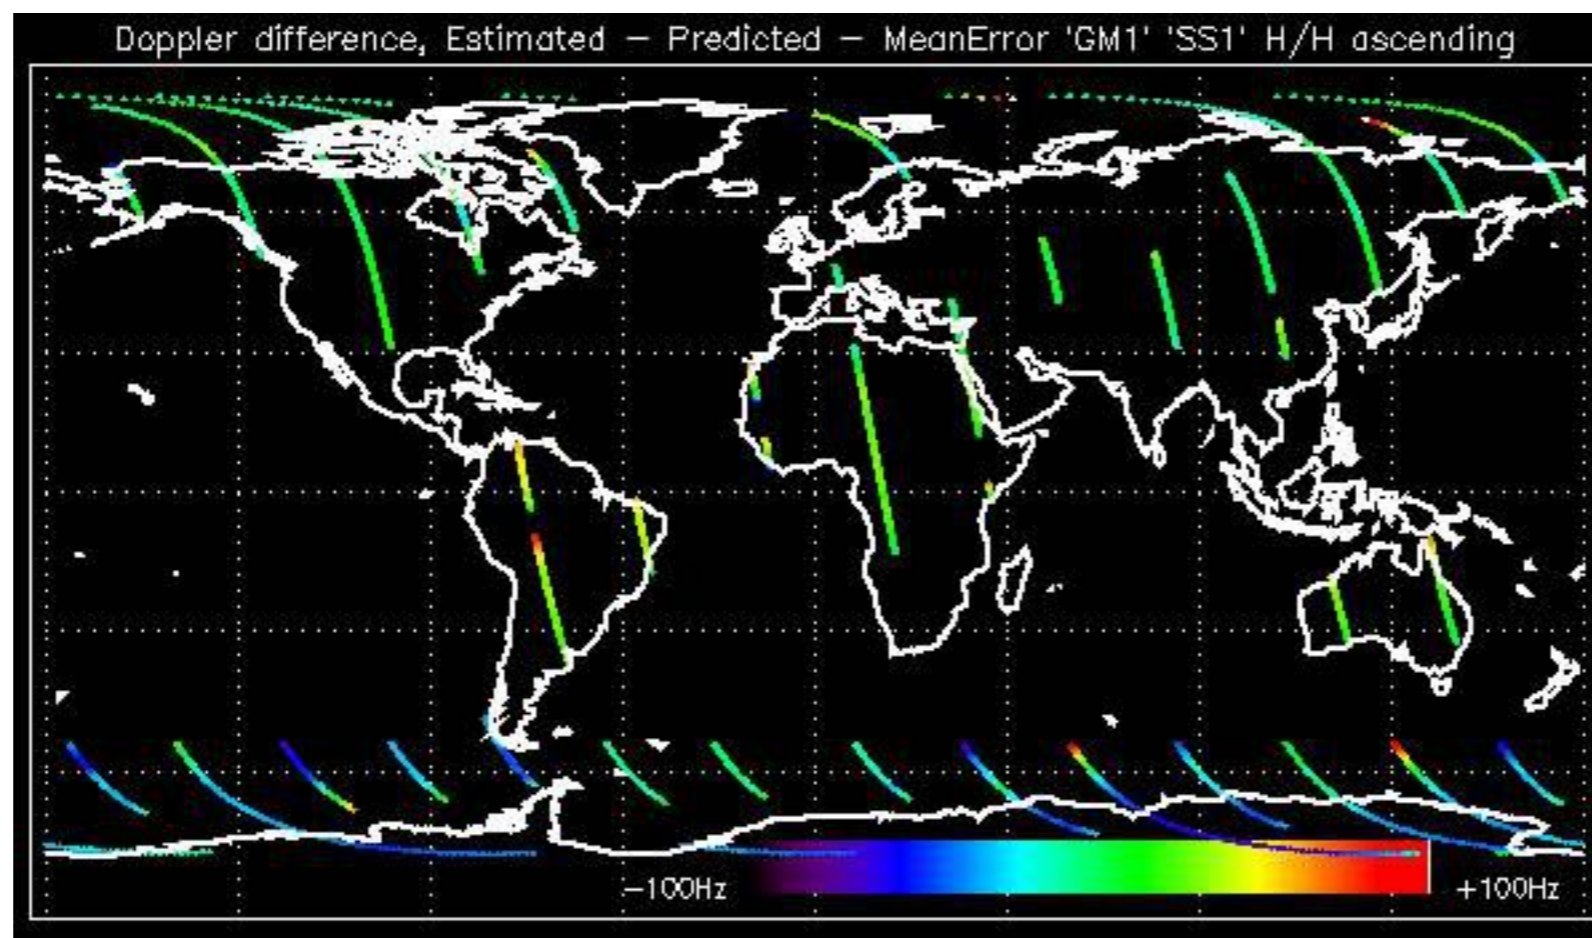 Doppler difference, Estimated – Predicted – MeanError 'GM1' 'SS1' H/H ascending
-100Hz
+100Hz